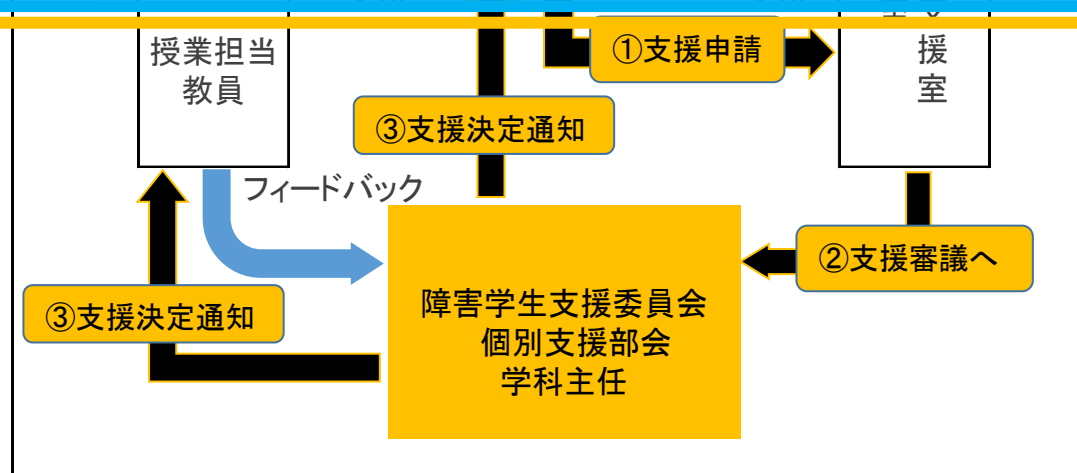 ①支援申請
授業担当
教員
援
室
③支援決定通知
フィードバック
②支援審議へ
③支援決定通知
障害学生支援委員会
個別支援部会
学科主任